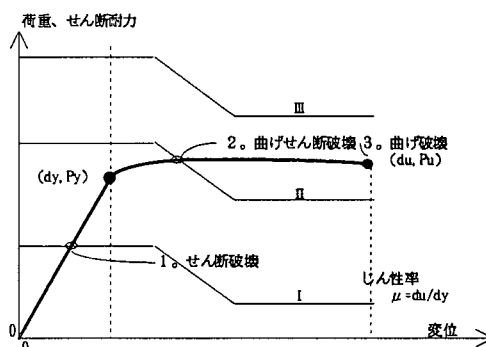 荷重、せん断耐力
Ⅲ
2。曲げせん断破壊
3。曲げ破壊
(du, Pu)
(dy, Py)
Ⅱ
1。せん断破壊
じん性率
μ=du/dy
Ⅰ
0
変位
0